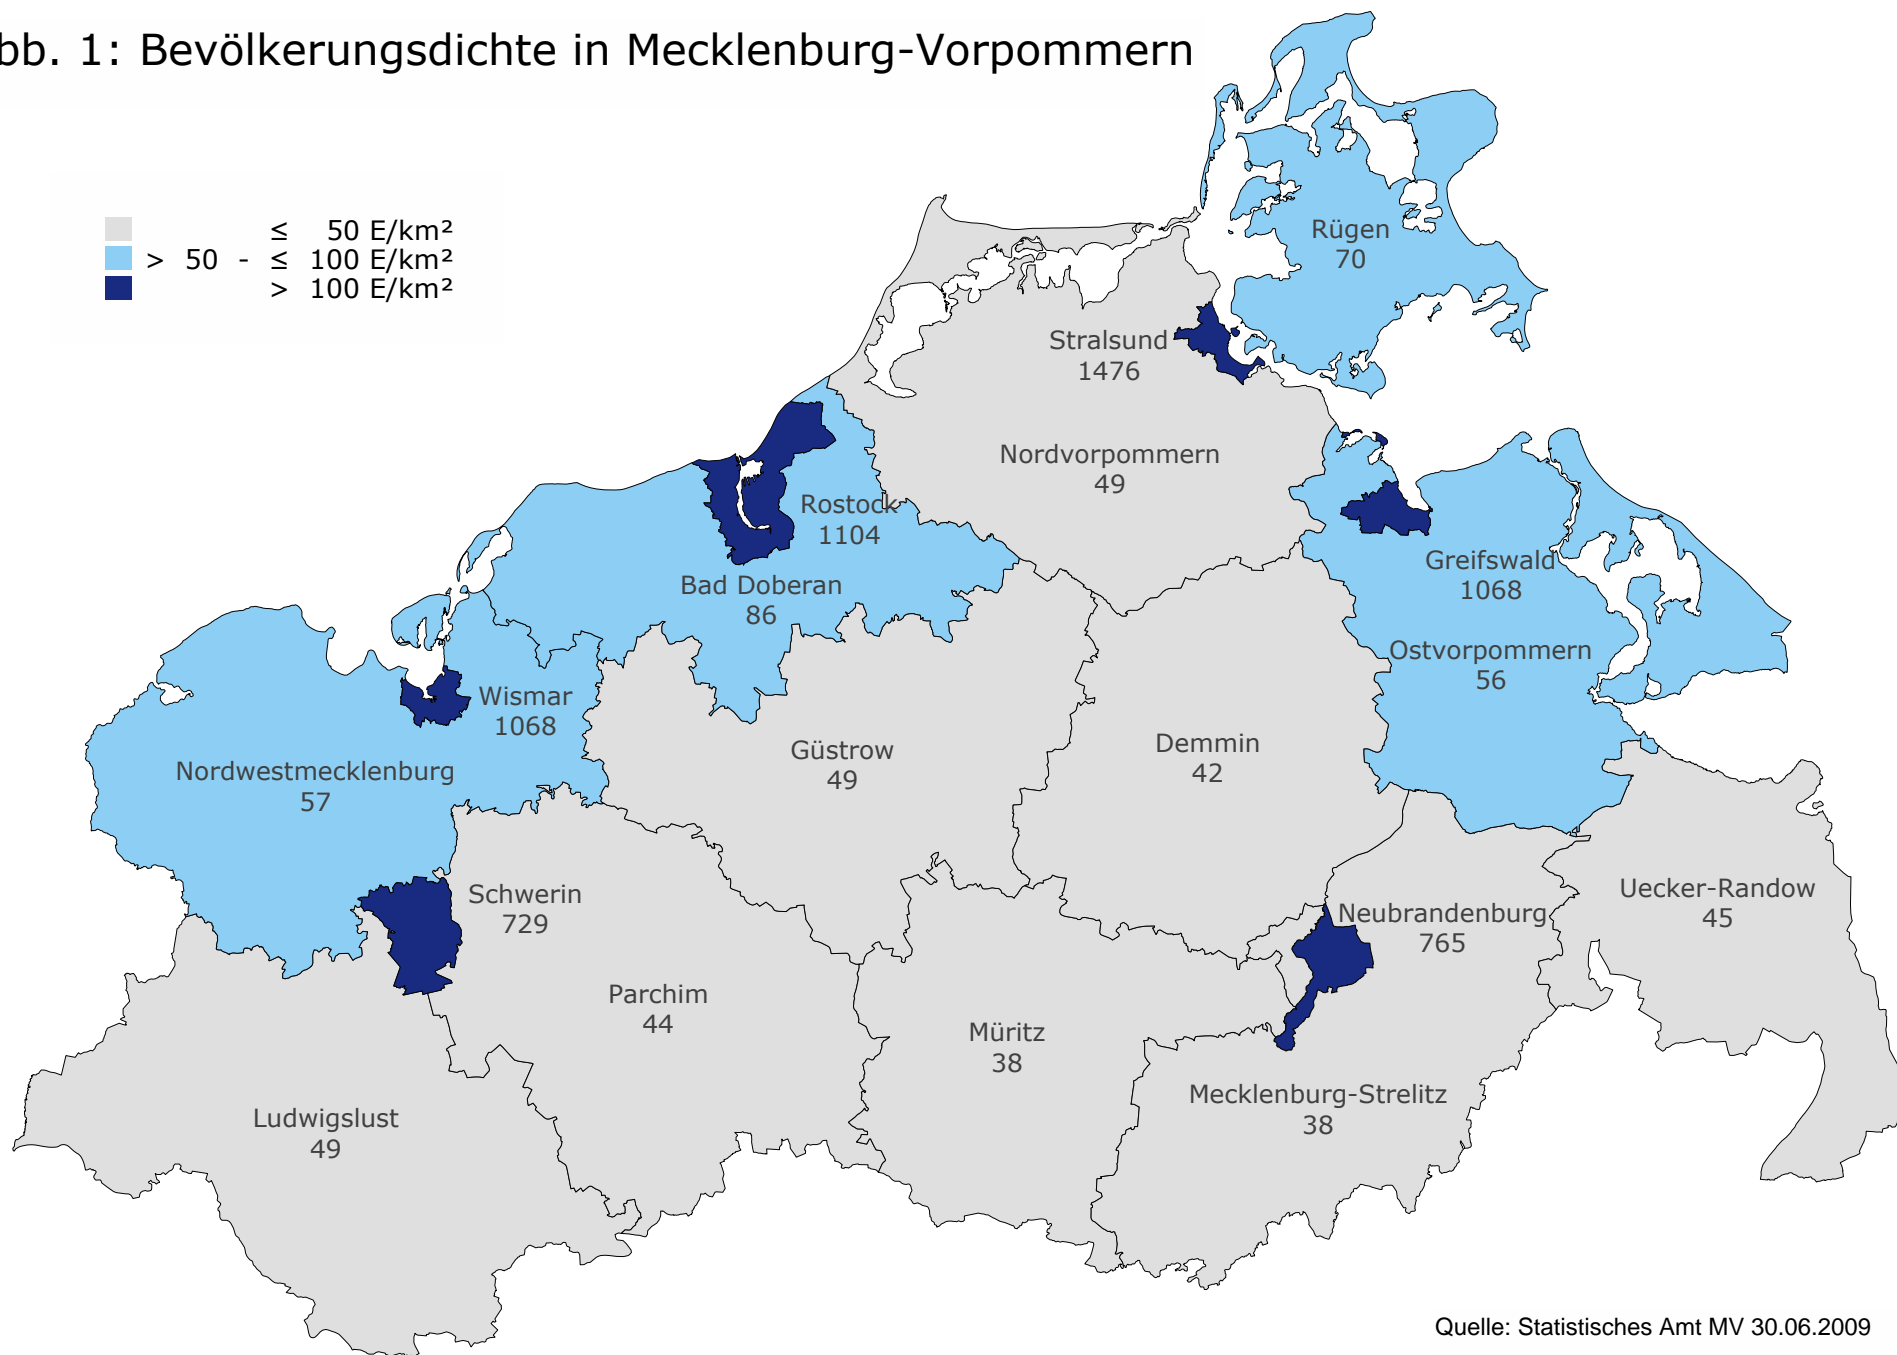 bb. 1: Bevölkerungsdichte in Mecklenburg-Vorpommern
≤ 50 E/km²
> 50 - ≤ 100 E/km²
> 100 E/km²
Rügen
70
Stralsund
1476
Nordvorpommern
49
Rostock
1104
Bad Doberan
86
Greifswald
1068
Ostvorpommern
56
Wismar
1068
Nordwestmecklenburg
57
Güstrow
49
Demmin
42
Schwerin
729
Neubrandenburg
765
Uecker-Randow
45
Parchim
44
Müritz
38
Mecklenburg-Strelitz
38
Ludwigslust
49
Quelle: Statistisches Amt MV 30.06.2009